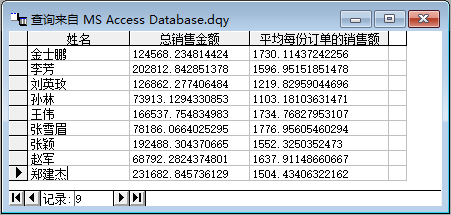 查询来自 MS Access Database.dqy
姓名 总销售金额 平均每份订单的销售额
金士鹏 124568.234814424 1730.11437242256
李芳 202812.842851378 1596.95151851478
刘英玫 126862.277406484 1219.82959044696
孙林 73913.1294330853 1103.18103631471
王伟 166537.754834983 1734.76827953107
张雪眉 78186.0664025295 1776.95605460294
张颖 192488.304370665 1552.3250352473
赵军 68792.2824374801 1637.91148660667
郑建杰 231682.845736129 1504.43406322162
记录: 9